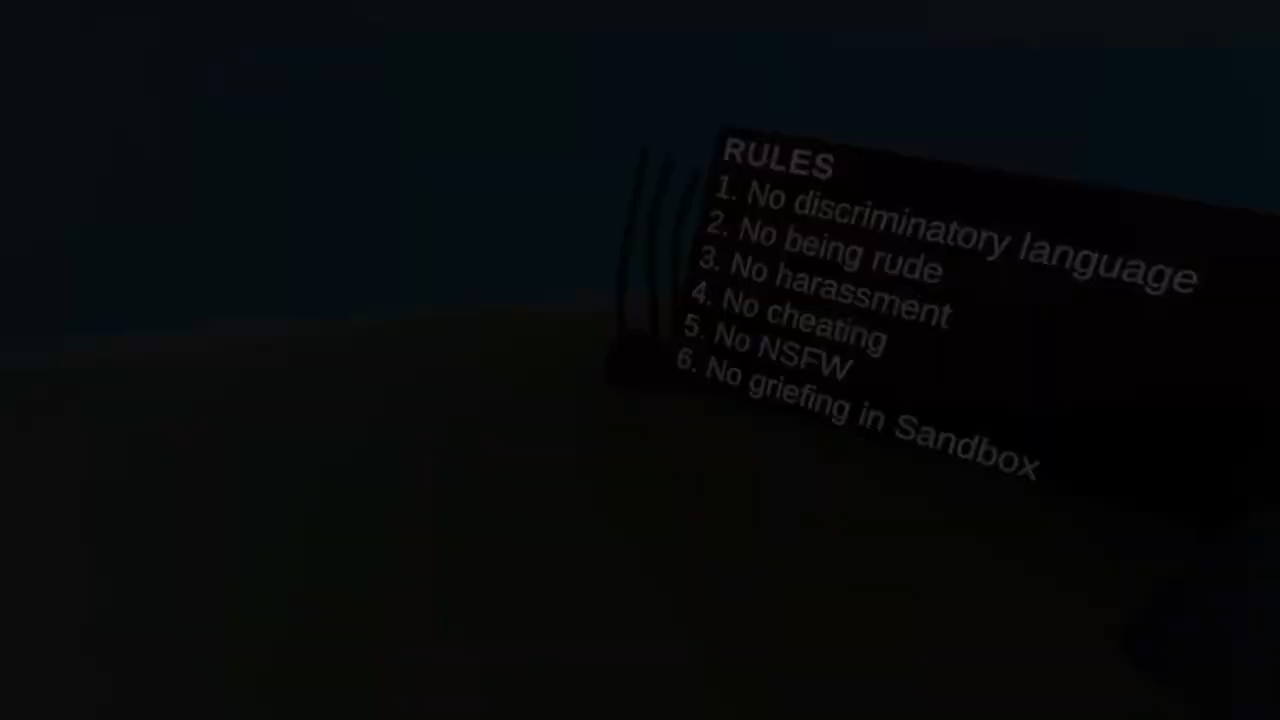 RULES
1. No discriminatory language
2. No being rude
3. No harassment
4. No cheating
5. No NSFW
6. No griefing in Sandbox